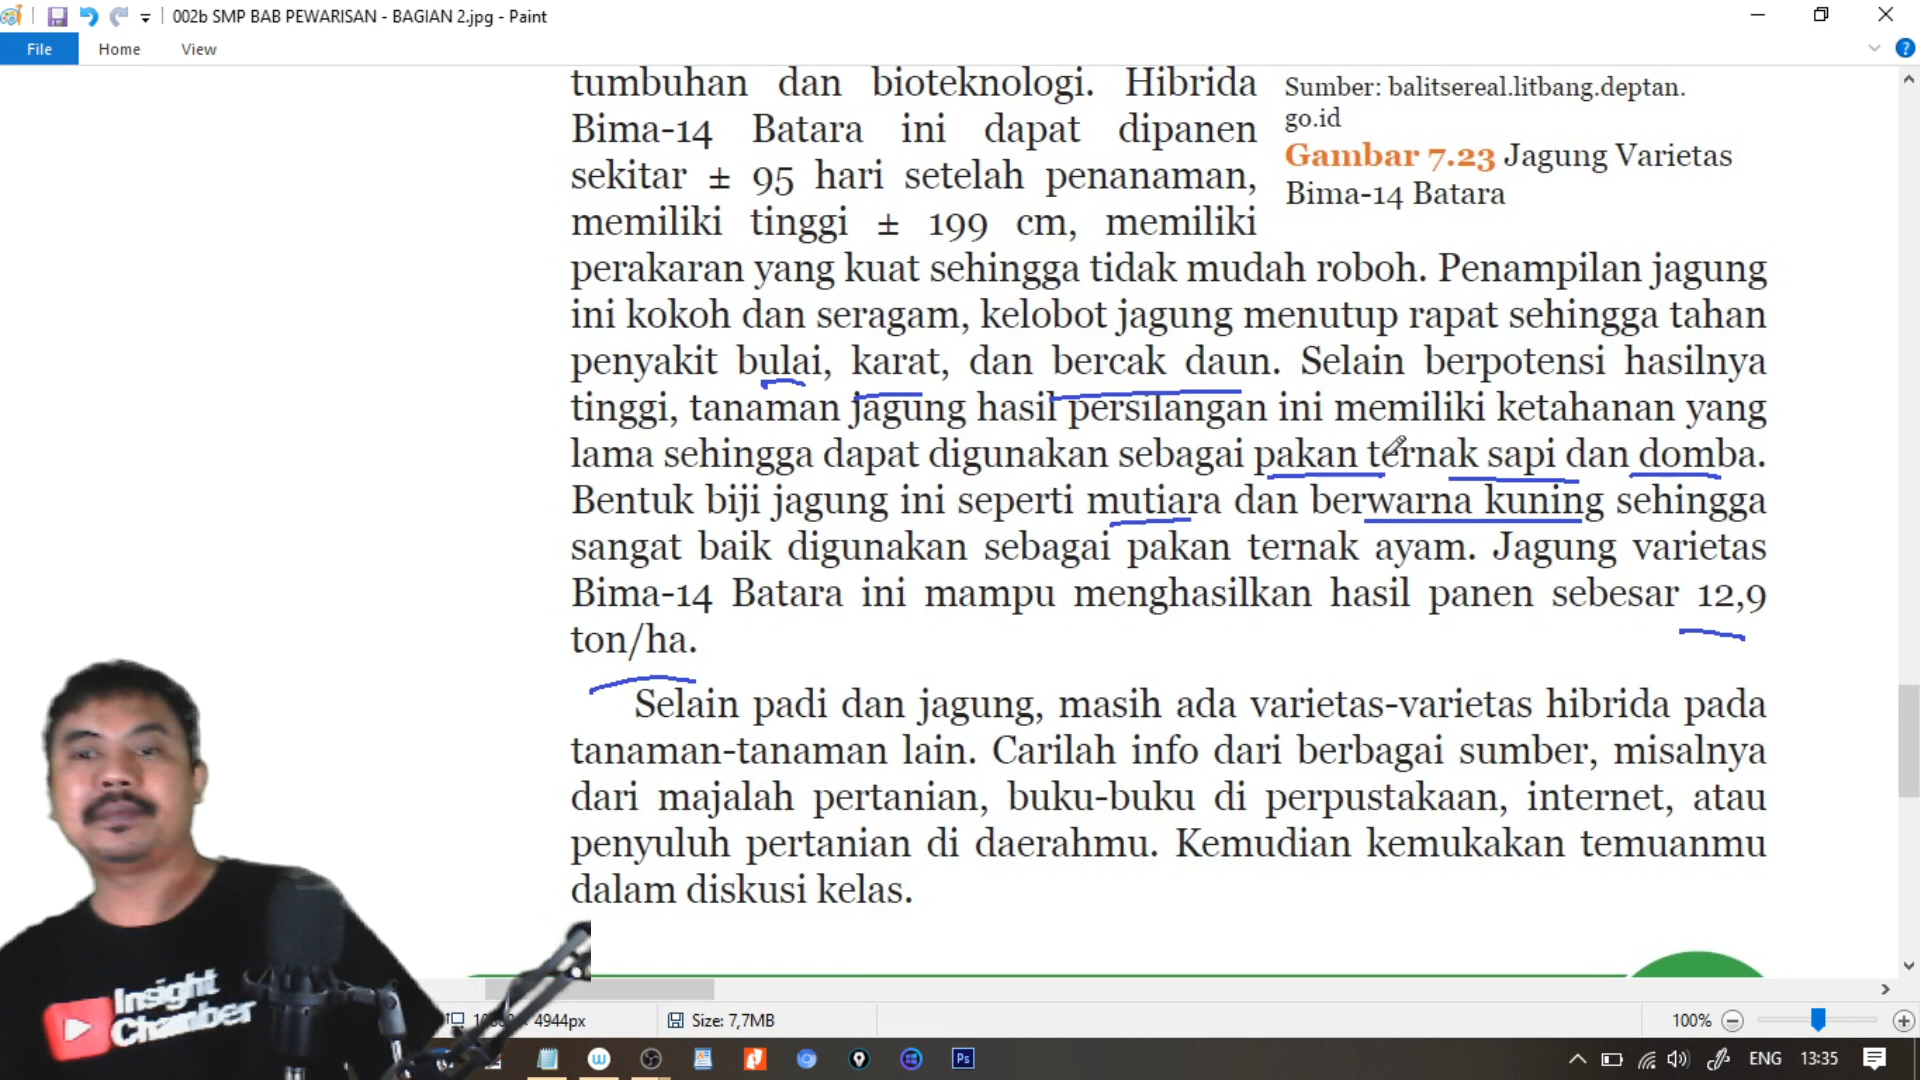 002b SMP BAB PEWARISAN - BAGIAN 2.jpg - Paint
File Home View
tumbuhan dan bioteknologi. Hibrida
Bima-14 Batara ini dapat dipanen
sekitar ± 95 hari setelah penanaman,
memiliki tinggi ± 199 cm, memiliki
Sumber: balitsereal.litbang.deptan.
go.id
Gambar 7.23 Jagung Varietas
Bima-14 Batara
perakaran yang kuat sehingga tidak mudah roboh. Penampilan jagung
ini kokoh dan seragam, kelobot jagung menutup rapat sehingga tahan
penyakit bulai, karat, dan bercak daun. Selain berpotensi hasilnya
tinggi, tanaman jagung hasil persilangan ini memiliki ketahanan yang
lama sehingga dapat digunakan sebagai pakan ternak sapi dan domba.
Bentuk biji jagung ini seperti mutiara dan berwarna kuning sehingga
sangat baik digunakan sebagai pakan ternak ayam. Jagung varietas
Bima-14 Batara ini mampu menghasilkan hasil panen sebesar 12,9
ton/ha.
Selain padi dan jagung, masih ada varietas-varietas hibrida pada
tanaman-tanaman lain. Carilah info dari berbagai sumber, misalnya
dari majalah pertanian, buku-buku di perpustakaan, internet, atau
penyuluh pertanian di daerahmu. Kemudian kemukakan temuanmu
dalam diskusi kelas.
Insight
Chamber
4944px
Size: 7,7MB
100%
Ps
ENG 13:35